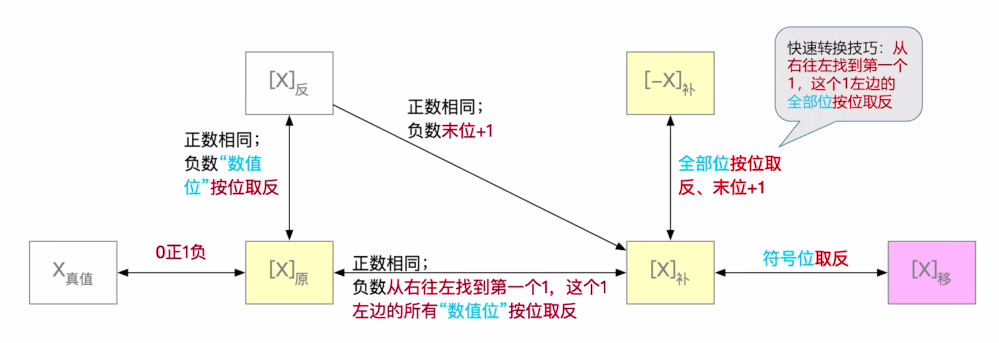 快速转换技巧：从
右往左找到第一个
1，这个1左边的
全部位按位取反
[X]反
[-X]补
正数相同；
负数末位+1
正数相同；
负数“数值
位”按位取反
全部位按位取
反、末位+1
X真值
0正1负
[X]原
正数相同；
负数从右往左找到第一个1，这个1
左边的所有“数值位”按位取反
[X]补
符号位取反
[X]移